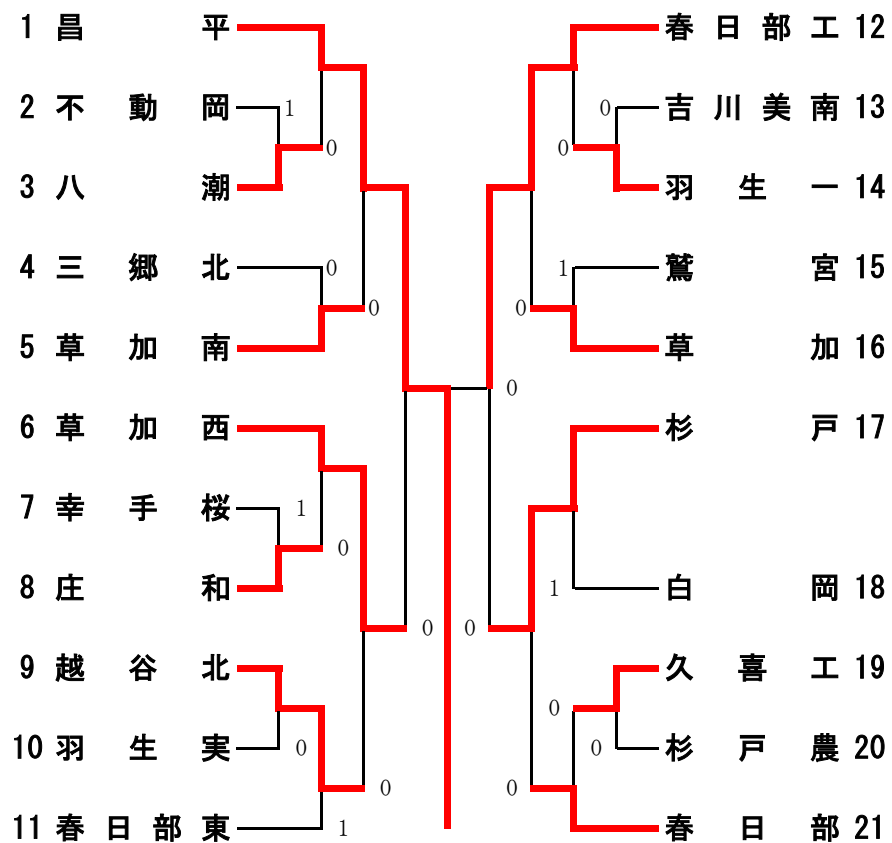 1 昌平
春日部工 12
2 不動岡 1
0 吉川美南 13
0
0
3 八潮
羽生一 14
4 三郷北 0
1 鷲宮 15
0
0
5 草加南
草加 16
0
6 草加西
杉戸 17
7 幸手桜 1
0
8 庄和
1 白岡 18
0
0
9 越谷北
久喜工 19
0
10 羽生実 0
0 杉戸農 20
0
0
11 春日部東 1
春日部 21